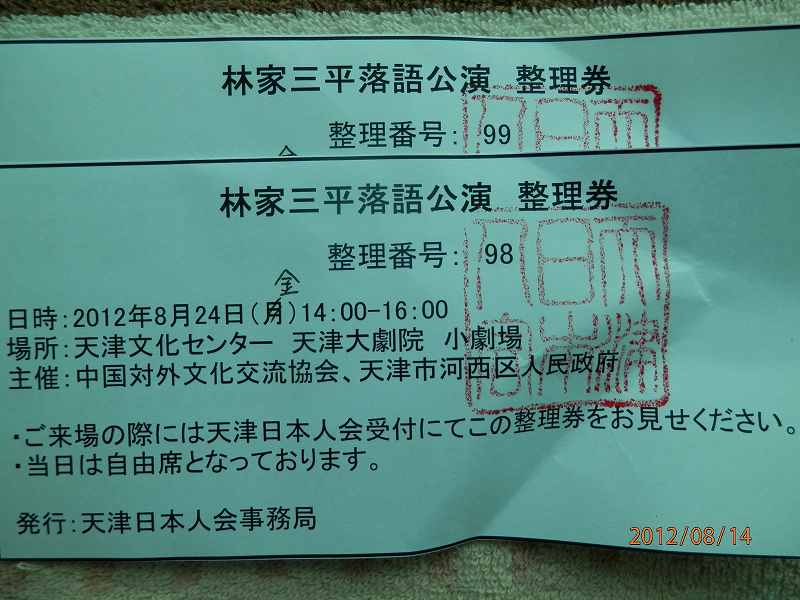 林家三平落語公演 整理券
整理番号: 99
金
林家三平落語公演 整理券
整理番号: 98
金
日時:2012年8月24日(月)14:00-16:00
場所:天津文化センター 天津大劇院 小劇場
主催:中国対外文化交流協会、天津市河西区人民政府
・ご来場の際には天津日本人会受付にてこの整理券をお見せください。
・当日は自由席となっております。
発行:天津日本人会事務局
2012/08/14